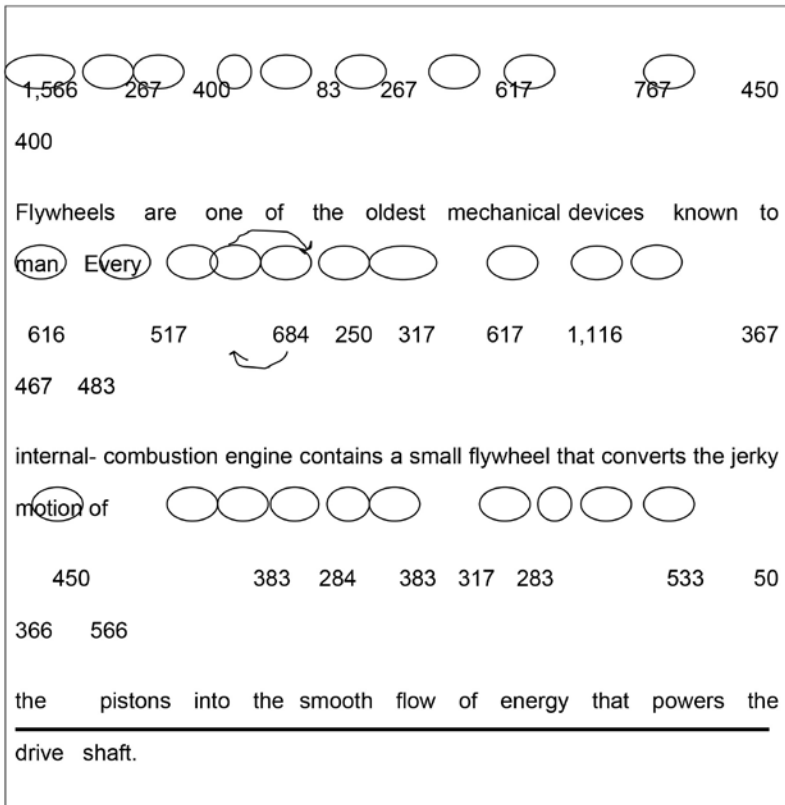 1,566 267 400 83 267 617 767 450
400
Flywheels are one of the oldest mechanical devices known to
man. Every
616 517 684 250 317 617 1,116 367
467 483
internal- combustion engine contains a small flywheel that converts the jerky
motion of
450 383 284 383 317 283 533 50
366 566
the pistons into the smooth flow of energy that powers the
drive shaft.